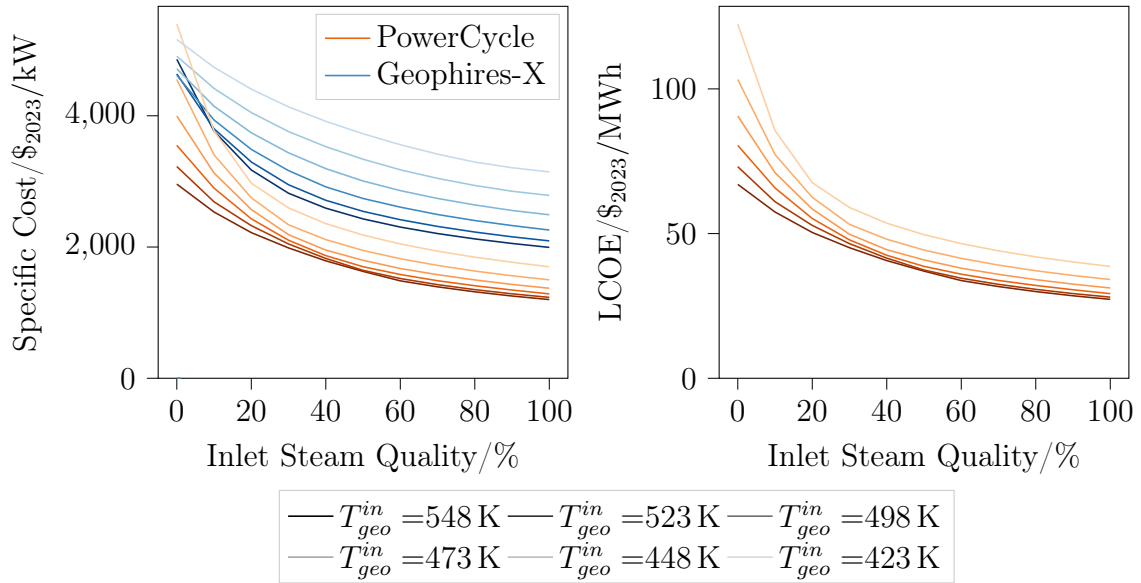 PowerCycle
Geophires-X
Specific Cost/$2023/kW
4,000
2,000
0
0 20 40 60 80 100
Inlet Steam Quality/%
LCOE/$2023/MWh
100
50
0
0 20 40 60 80 100
Inlet Steam Quality/%
T_geo^in =548 K T_geo^in =523 K T_geo^in =498 K
T_geo^in =473 K T_geo^in =448 K T_geo^in =423 K